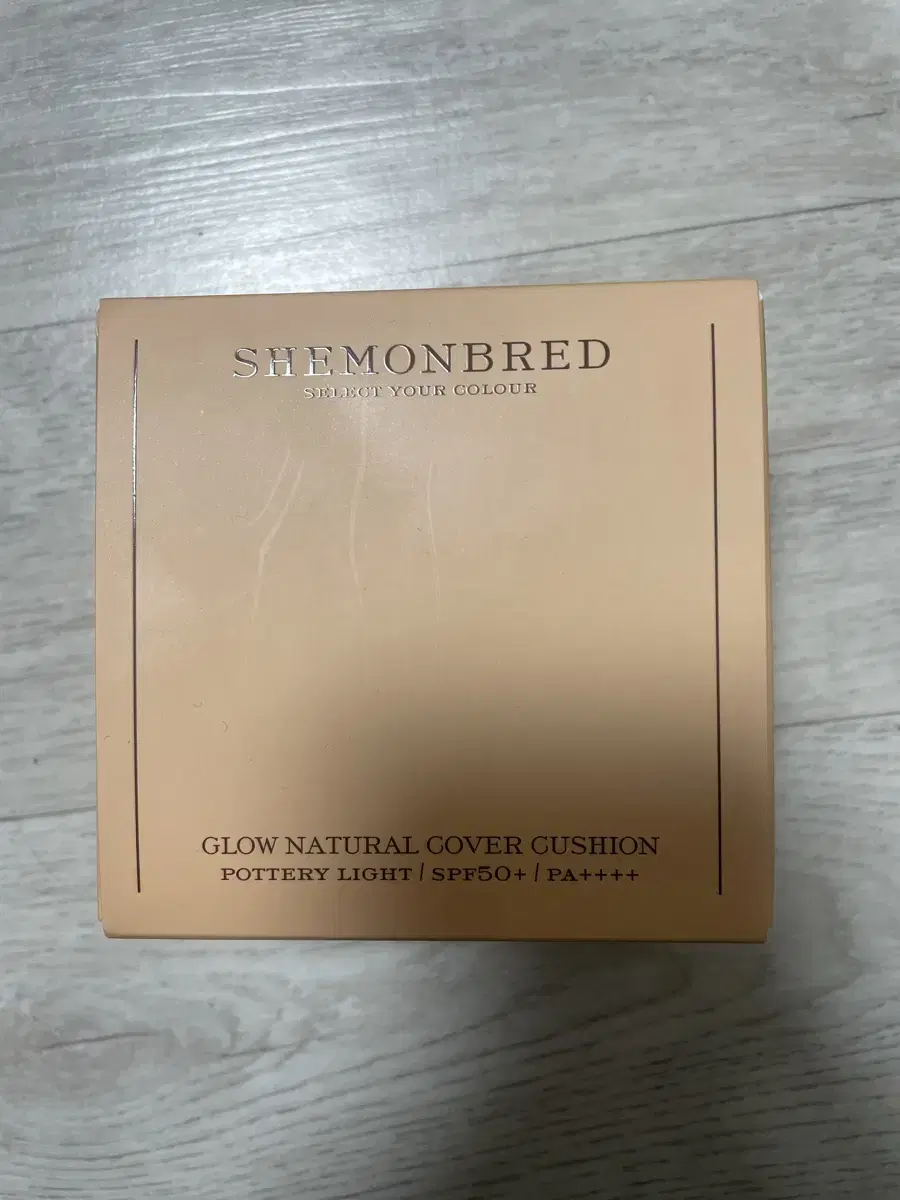 SHEMONBRED
SELECT YOUR COLOUR
GLOW NATURAL COVER CUSHION
POTTERY LIGHT / SPF50+ / PA++++